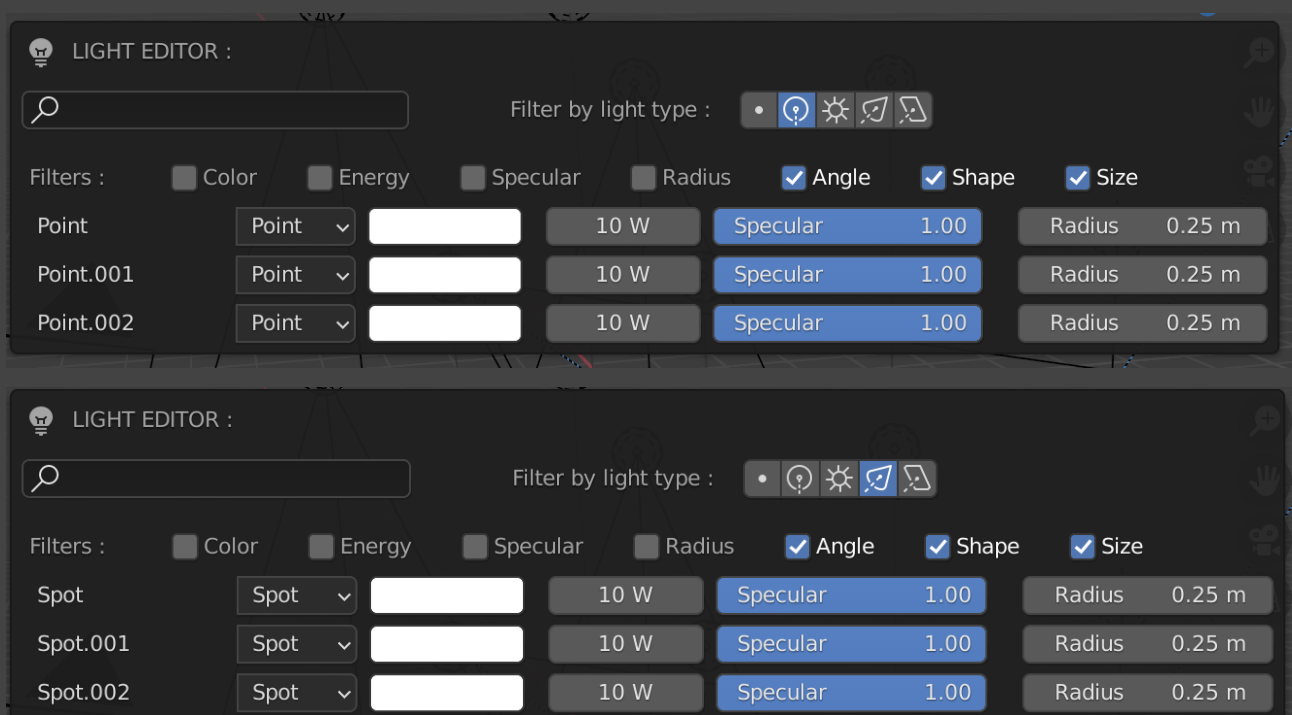 LIGHT EDITOR :
Filter by light type :
Filters : Color Energy Specular Radius Angle Shape Size
Point Point 10 W Specular 1.00 Radius 0.25 m
Point.001 Point 10 W Specular 1.00 Radius 0.25 m
Point.002 Point 10 W Specular 1.00 Radius 0.25 m
LIGHT EDITOR :
Filter by light type :
Filters : Color Energy Specular Radius Angle Shape Size
Spot Spot 10 W Specular 1.00 Radius 0.25 m
Spot.001 Spot 10 W Specular 1.00 Radius 0.25 m
Spot.002 Spot 10 W Specular 1.00 Radius 0.25 m